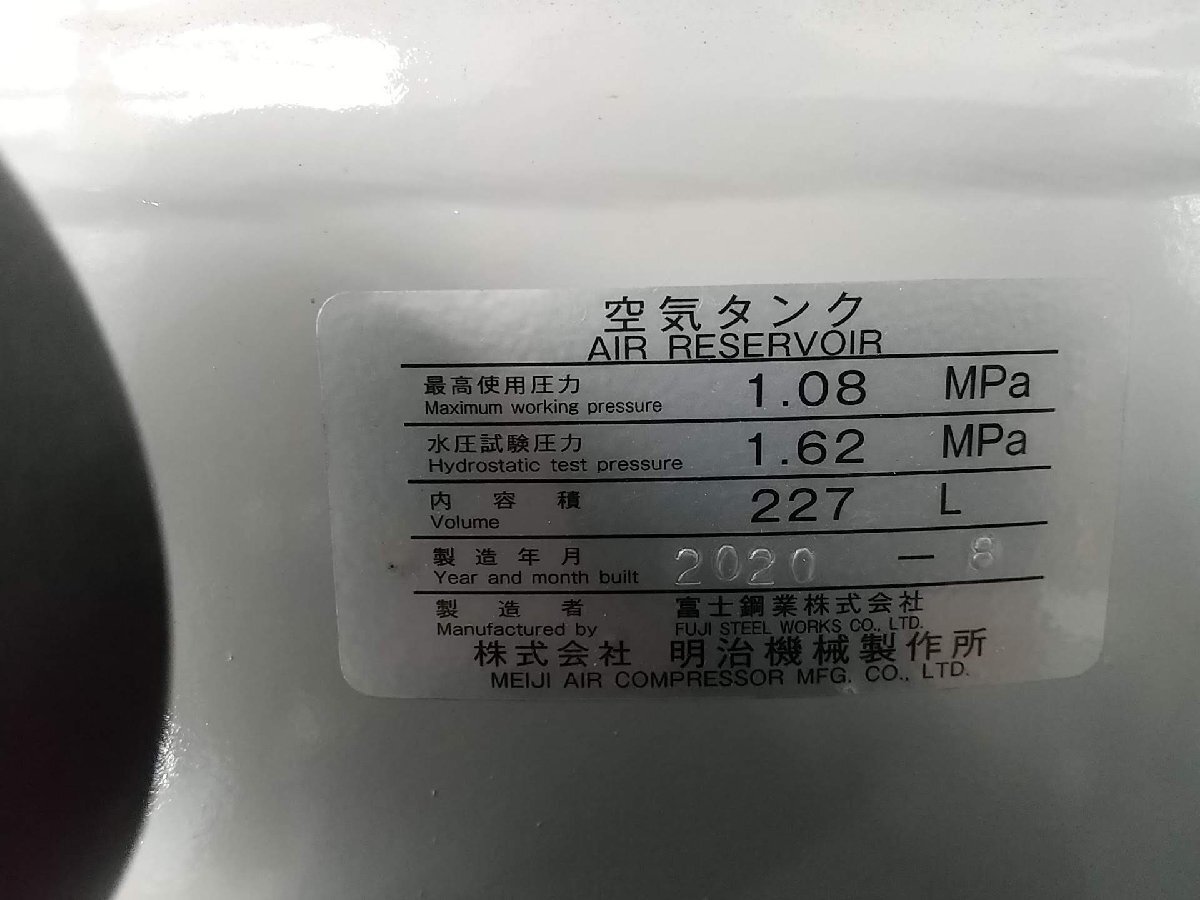 空気タンク
AIR RESERVOIR
最高使用圧力 1.08 MPa
Maximum working pressure
水圧試験圧力 1.62 MPa
Hydrostatic test pressure
内容積 227 L
Volume
製造年月 2020 - 8
Year and month built
製造者 富士鋼業株式会社
Manufactured by FUJI STEEL WORKS CO., LTD.
株式会社 明治機械製作所
MEIJI AIR COMPRESSOR MFG. CO., LTD.